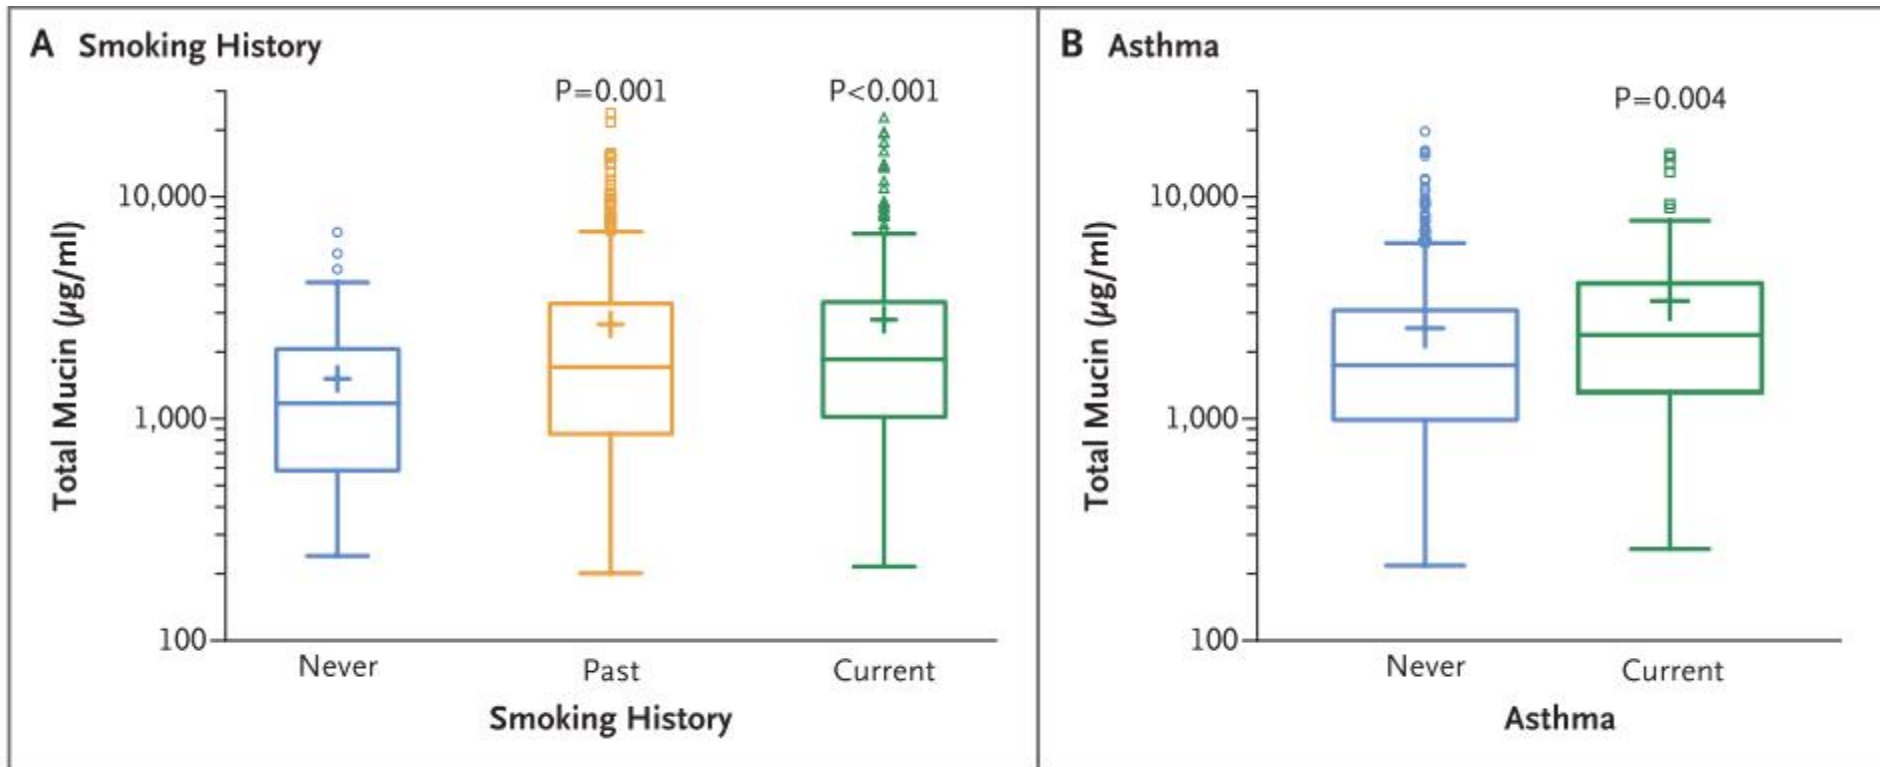 A Smoking History
P=0.001
P<0.001
10,000
1,000
100
Total Mucin (µg/ml)
Never
Past
Current
Smoking History
B Asthma
P=0.004
10,000
1,000
100
Total Mucin (µg/ml)
Never
Current
Asthma